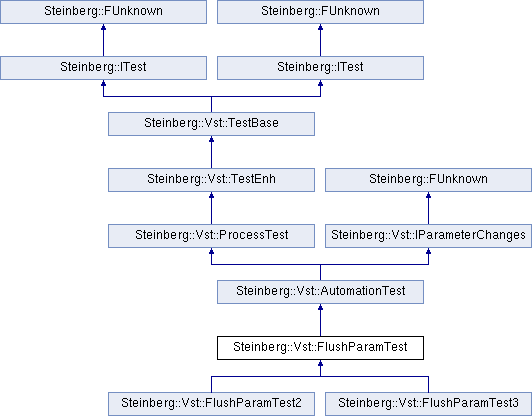 Steinberg::FUnknown
Steinberg::FUnknown
Steinberg::ITest
Steinberg::ITest
Steinberg::Vst::TestBase
Steinberg::Vst::TestEnh
Steinberg::FUnknown
Steinberg::Vst::ProcessTest
Steinberg::Vst::IParameterChanges
Steinberg::Vst::AutomationTest
Steinberg::Vst::FlushParamTest
Steinberg::Vst::FlushParamTest2
Steinberg::Vst::FlushParamTest3